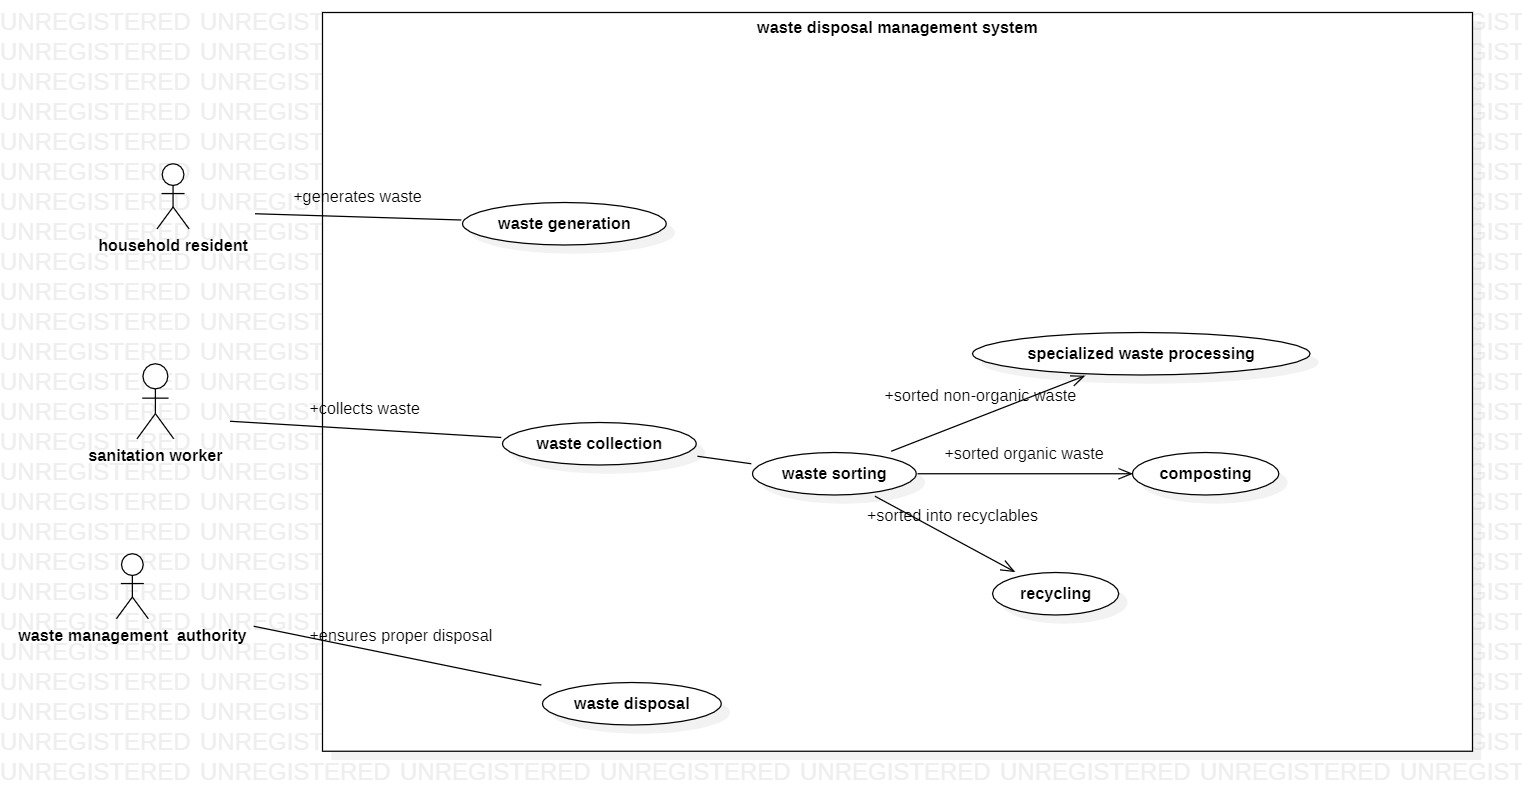 waste disposal management system
+generates waste
waste generation
household resident
specialized waste processing
+sorted non-organic waste
+collects waste
waste collection
sanitation worker
+sorted organic waste
waste sorting
composting
+sorted into recyclables
recycling
+ensures proper disposal
waste management  authority
waste disposal
UNREGISTERED UNREGISTERED UNREGISTERED UNREGISTERED UNREGISTERED UNREGISTERED UNREGISTERED UNREGIST